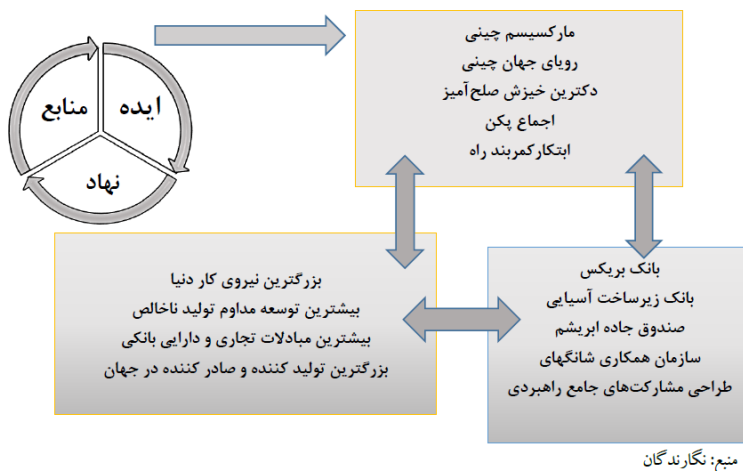 ایده
منابع
نهاد
مارکسیسم چینی
رویای جهان چینی
دکترین خیزش صلح‌آمیز
اجماع پکن
ابتکارکمربند راه
بانک بریکس
بانک زیرساخت آسیایی
صندوق جاده ابریشم
سازمان همکاری شانگهای
طراحی مشارکت‌های جامع راهبردی
بزرگترین نیروی کار دنیا
بیشترین توسعه مداوم تولید ناخالص
بیشترین مبادلات تجاری و دارایی بانکی
بزرگترین تولید کننده و صادر کننده در جهان
منبع: نگارندگان